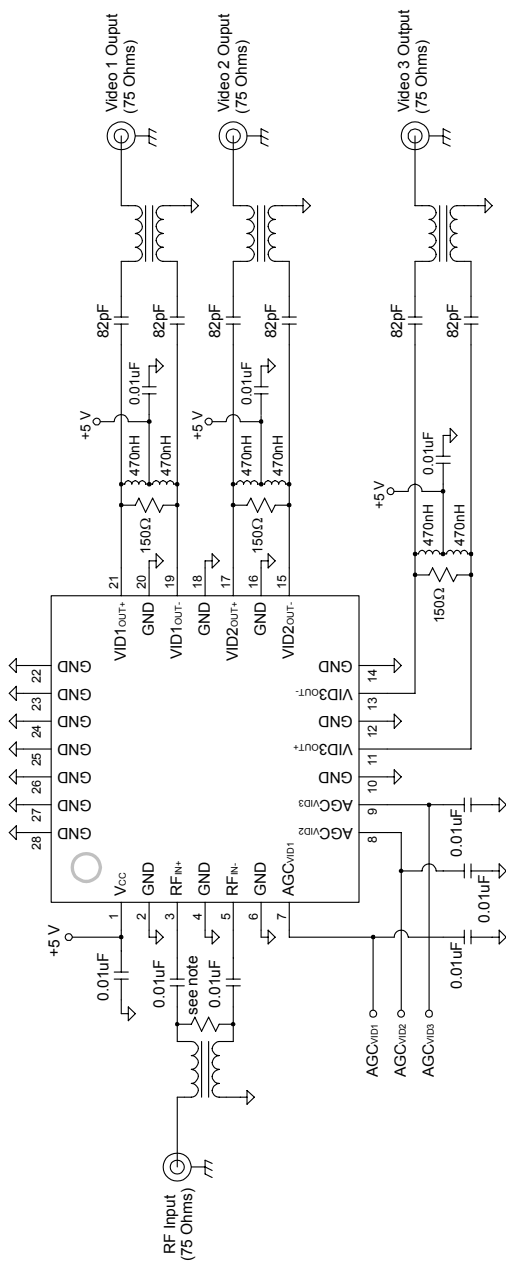 Video 1 Ouput
(75 Ohms)
Video 2 Ouput
(75 Ohms)
Video 3 Output
(75 Ohms)
82pF
82pF
82pF
82pF
82pF
82pF
0.01uF
+5 V
470nH
470nH
150Ω
0.01uF
+5 V
470nH
470nH
150Ω
0.01uF
+5 V
470nH
470nH
150Ω
21
20
19
18
17
16
15
VID1OUT+
GND
VID1OUT-
GND
VID2OUT+
GND
VID2OUT-
22
23
24
25
26
27
28
GND
GND
GND
GND
GND
GND
GND
14
13
12
11
10
9
8
GND
VID3OUT-
GND
VID3OUT+
GND
AGCVID3
AGCVID2
VCC
GND
RFIN+
GND
RFIN-
GND
AGCVID1
1
2
3
4
5
6
7
+5 V
0.01uF
0.01uF
see note
0.01uF
0.01uF
0.01uF
0.01uF
AGCVID1
AGCVID2
AGCVID3
RF Input
(75 Ohms)